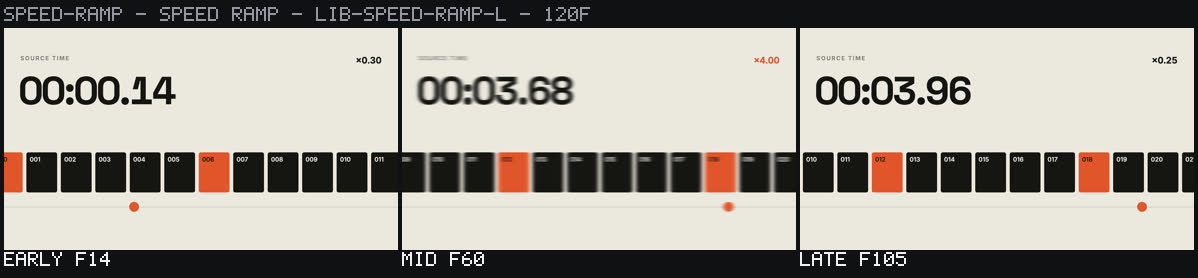 SPEED-RAMP — SPEED RAMP — LIB-SPEED-RAMP-L — 120F
SOURCE TIME
×0.30
00:00.14
001 002 003 004 005 006 007 008 009 010 011
EARLY F14
×4.00
00:03.68
MID F60
SOURCE TIME
×0.25
00:03.96
010 011 012 013 014 015 016 017 018 019 020
LATE F105